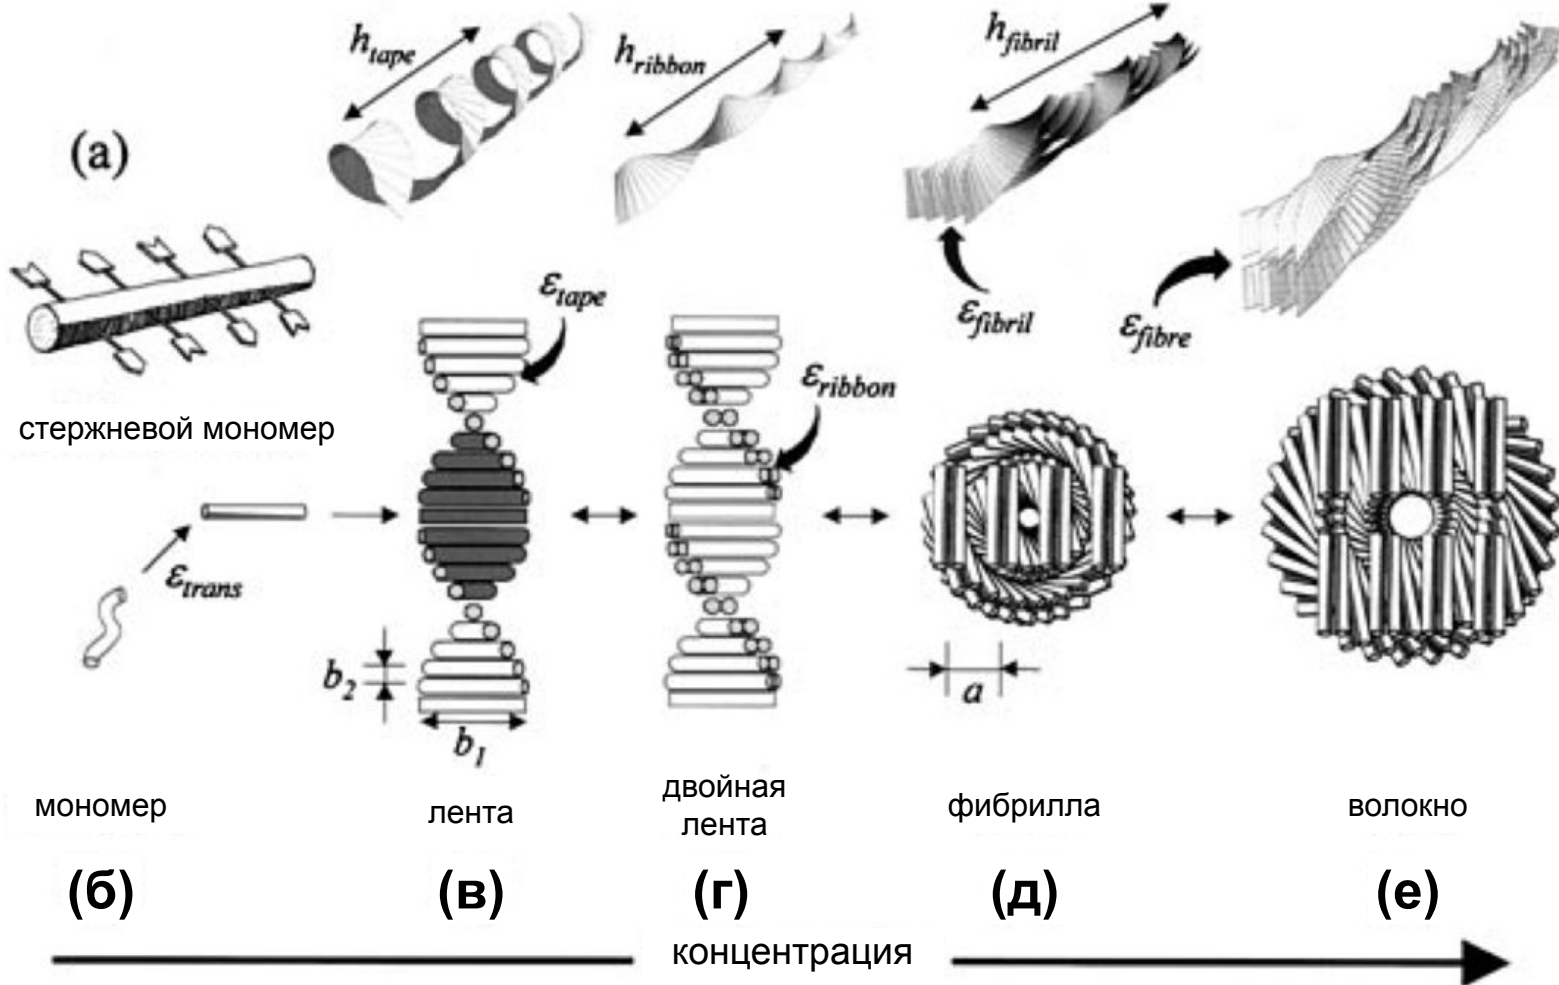 h_tape
h_ribbon
h_fibril
(а)
ε_tape
ε_fibril
ε_fibre
ε_ribbon
стержневой мономер
ε_trans
b_2
b_1
a
мономер
лента
двойная
лента
фибрилла
волокно
(б)
(в)
(г)
(д)
(е)
концентрация